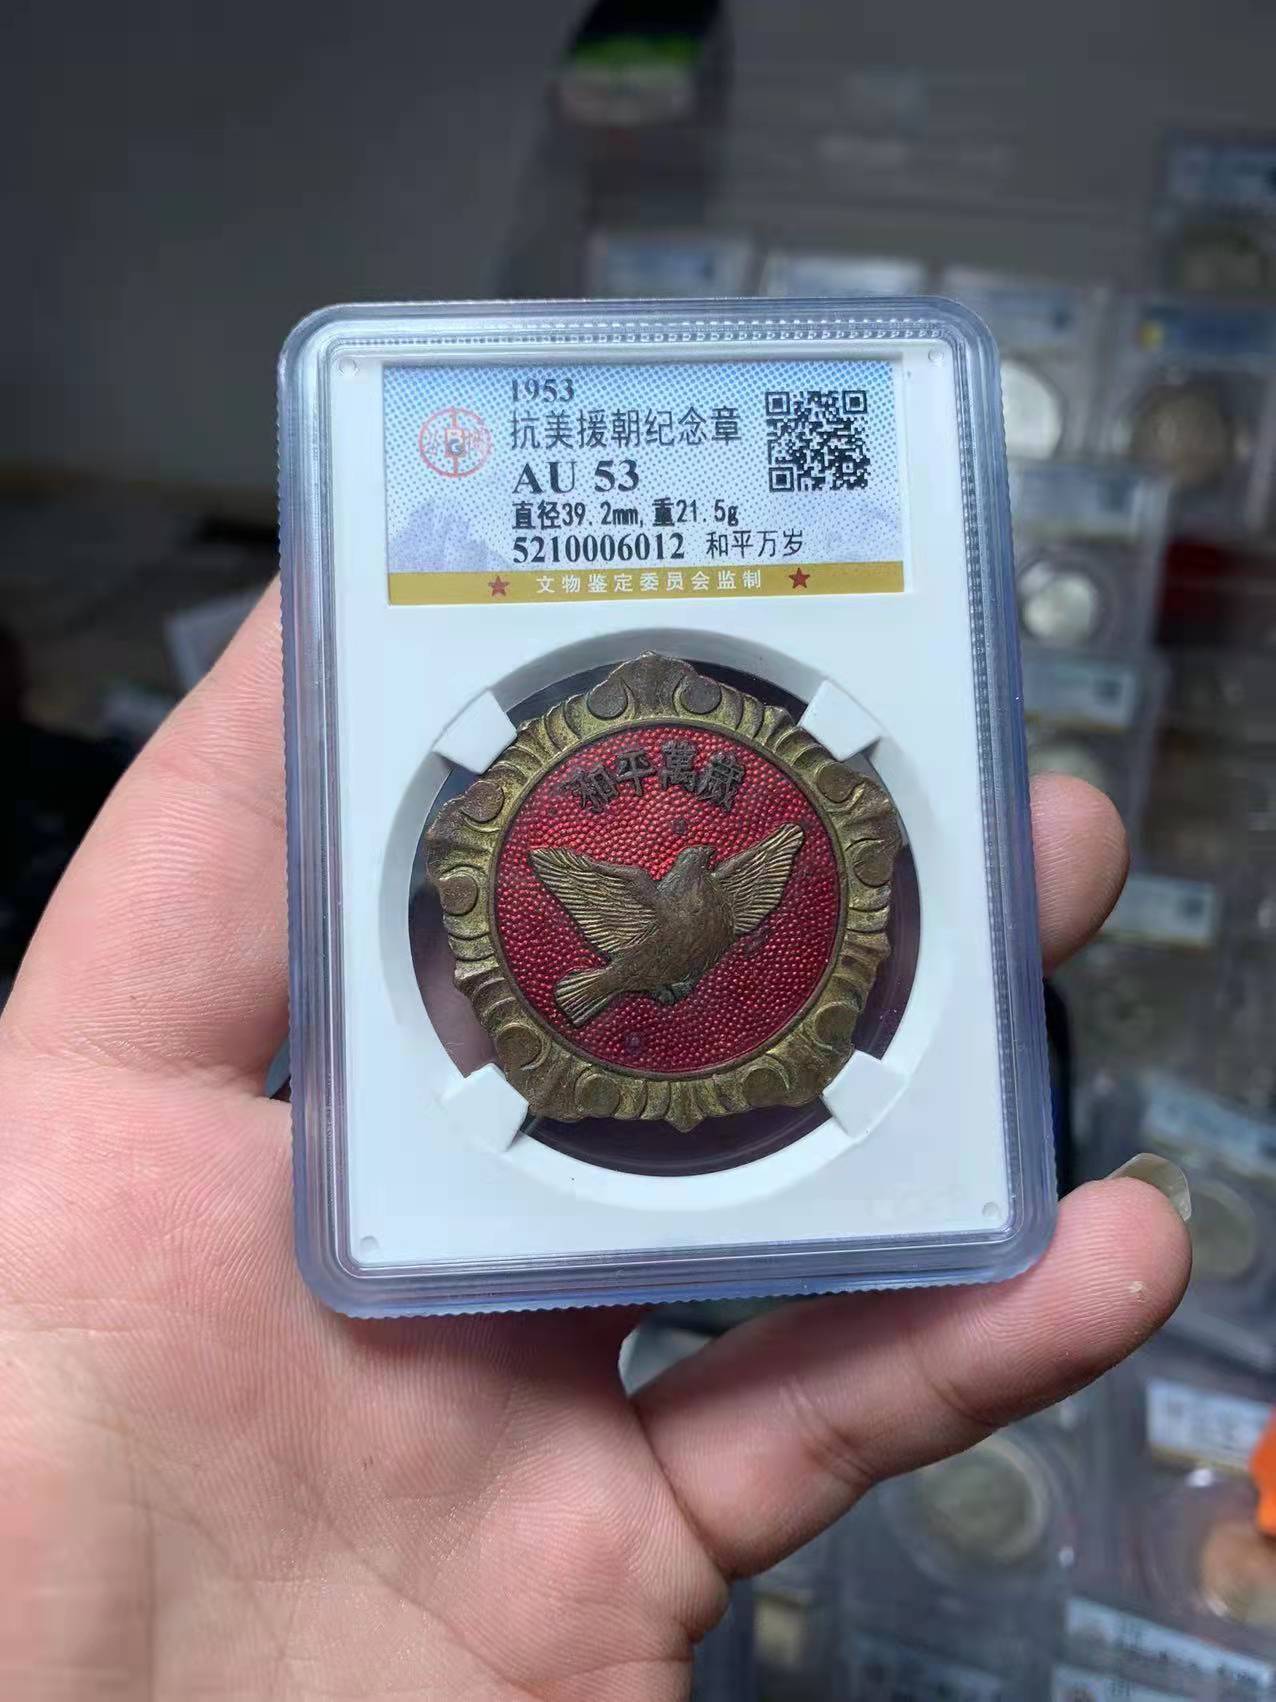 1953
抗美援朝纪念章
AU 53
直径39.2mm,重21.5g
5210006012 和平万岁
★ 文物鉴定委员会监制 ★
和平萬歲